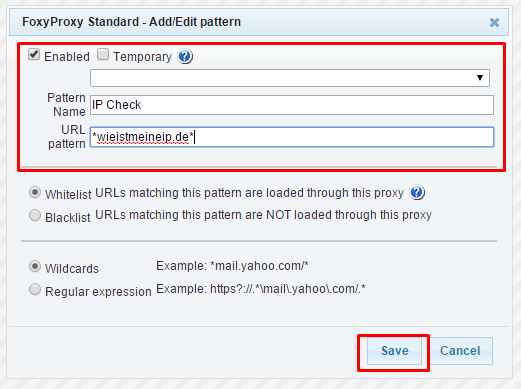 FoxyProxy Standard - Add/Edit pattern
Enabled Temporary
Pattern Name IP Check
URL pattern *wieistmeineip.de*
Whitelist URLs matching this pattern are loaded through this proxy
Blacklist URLs matching this pattern are NOT loaded through this proxy
Wildcards Example: *mail.yahoo.com/*
Regular expression Example: https?://.*\mail\.yahoo\.com/.*
Save Cancel